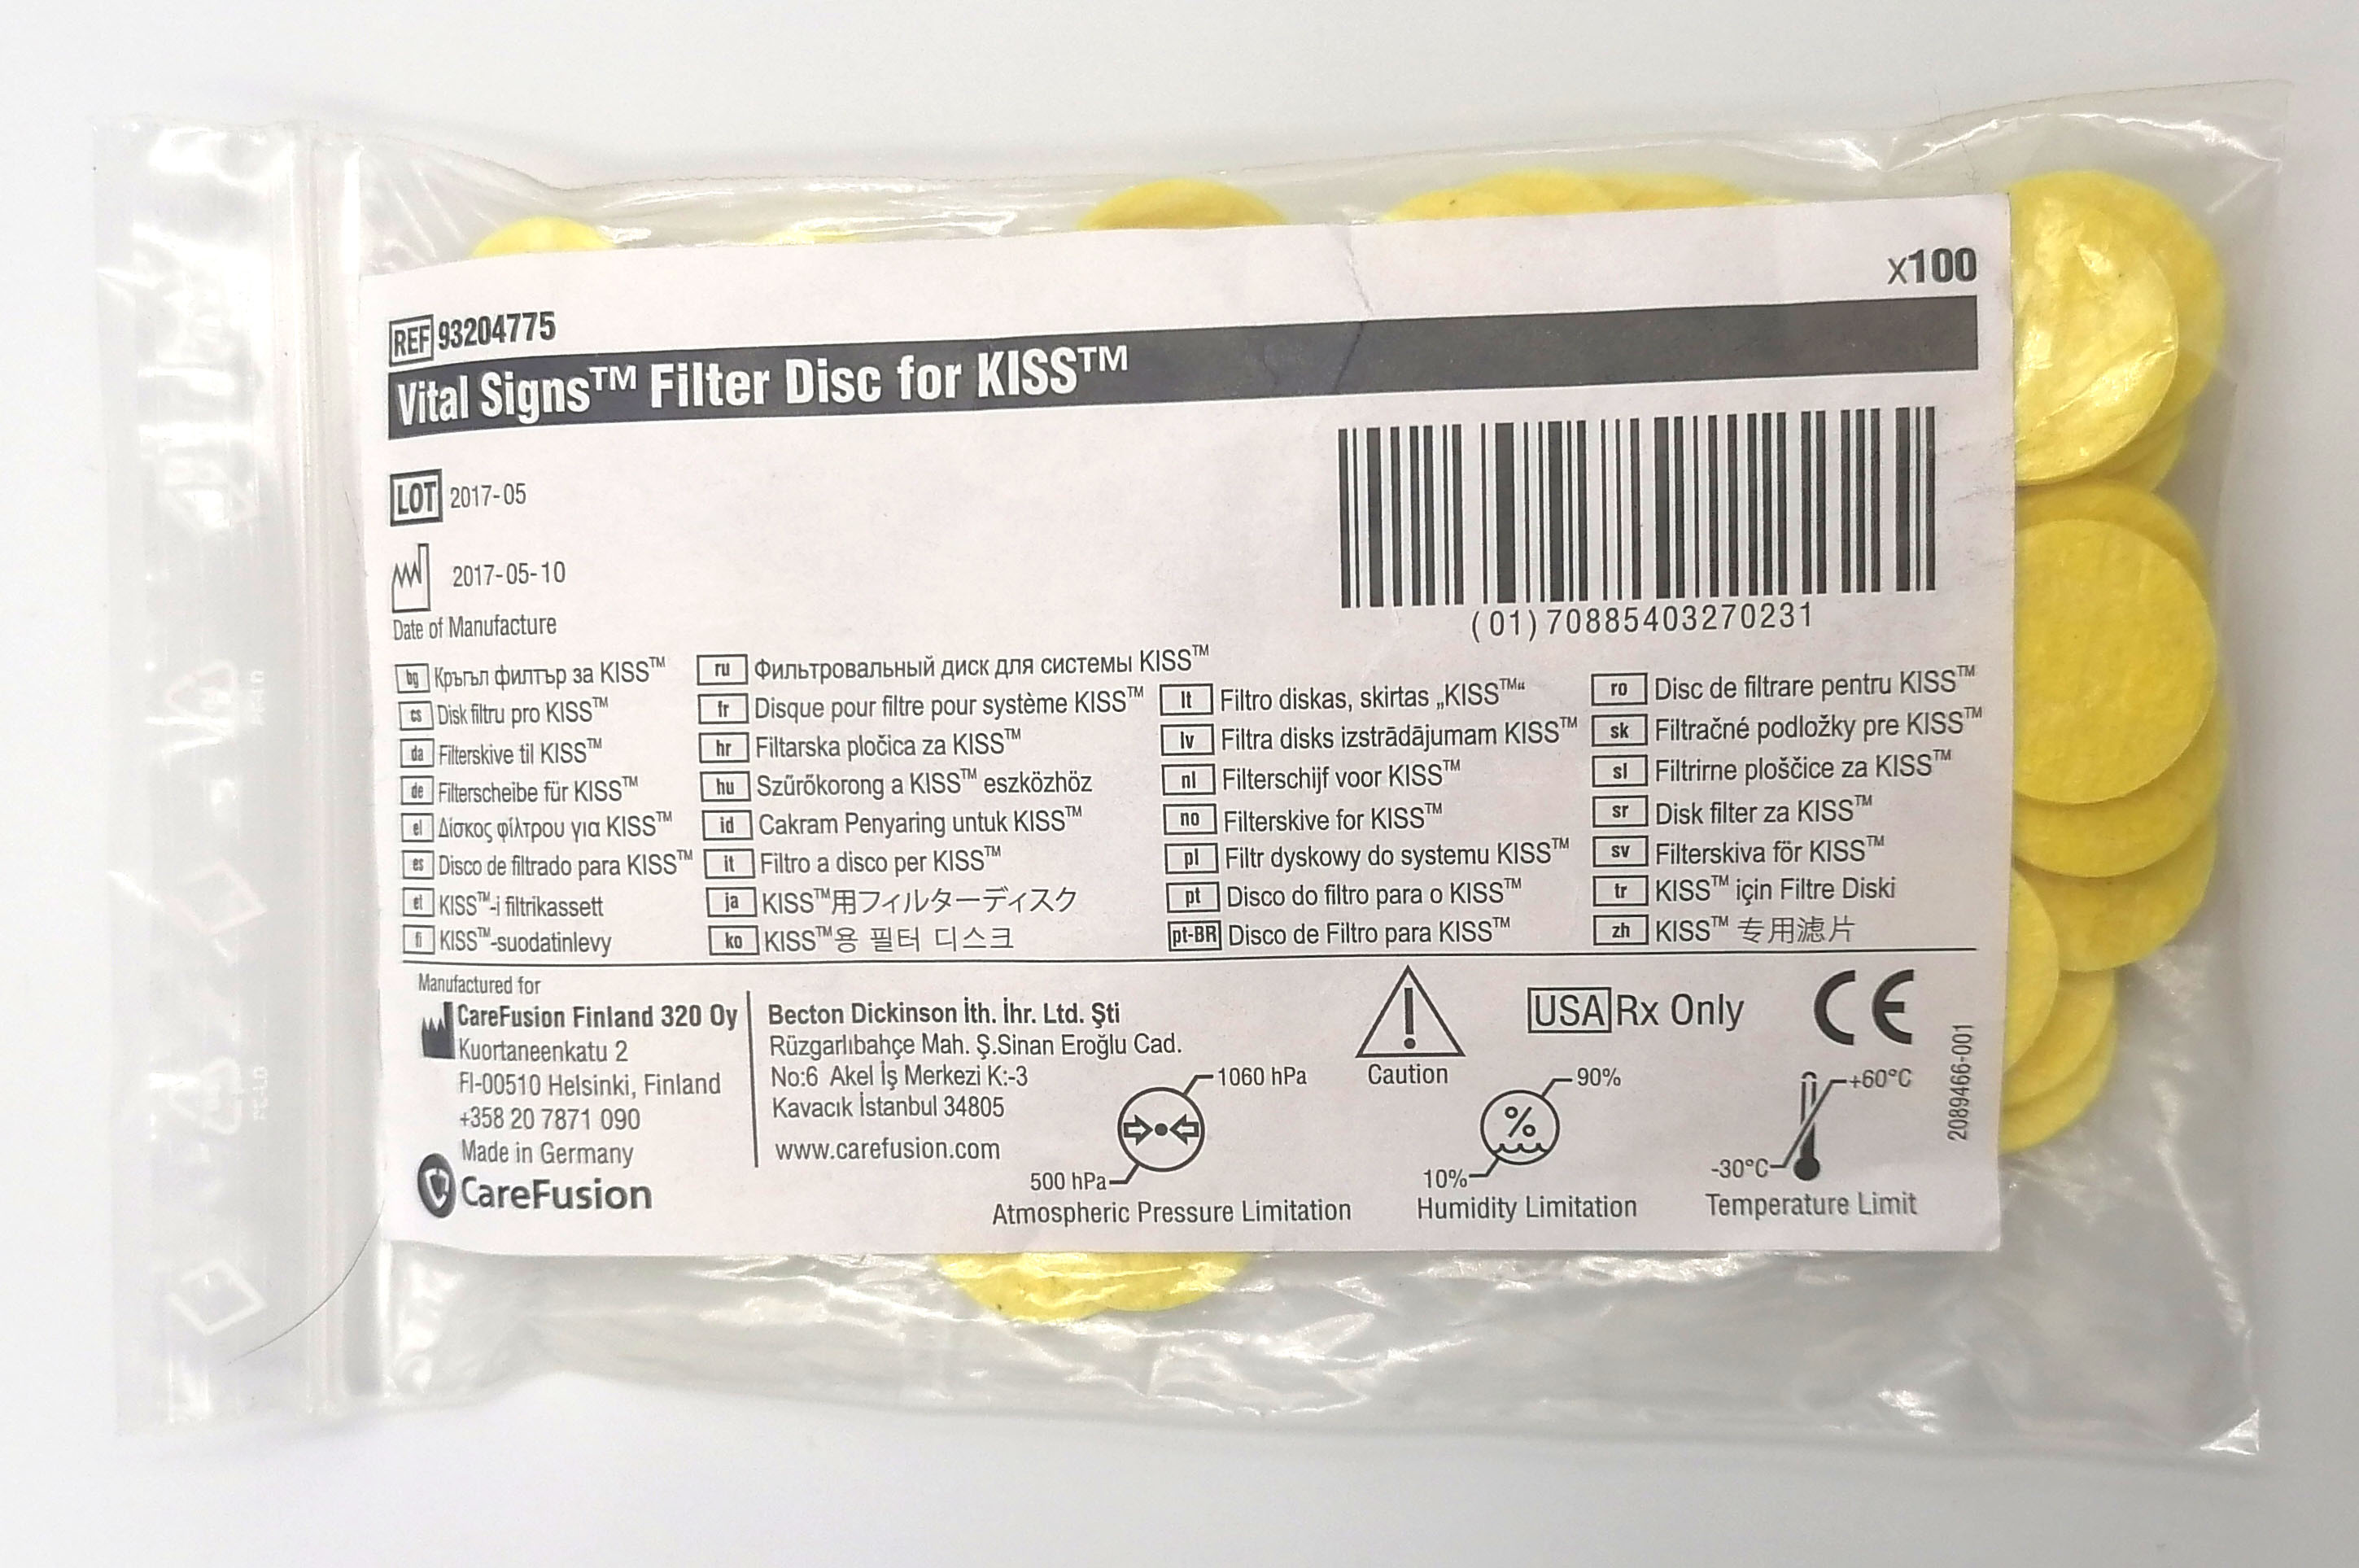 x100
REF 93204775
Vital Signs™ Filter Disc for KISS™
LOT 2017-05
2017-05-10
Date of Manufacture
(01)70885403270231
bg Кръгъл филтър за KISS™
cs Disk filtru pro KISS™
da Filterskive til KISS™
de Filterscheibe für KISS™
el Δίσκος φίλτρου για KISS™
es Disco de filtrado para KISS™
et KISS™-i filtrikassett
fi KISS™-suodatinlevy
ru Фильтровальный диск для системы KISS™
fr Disque pour filtre pour système KISS™
hr Filtarska pločica za KISS™
hu Szűrőkorong a KISS™ eszközhöz
id Cakram Penyaring untuk KISS™
it Filtro a disco per KISS™
ja KISS™用フィルターディスク
ko KISS™용 필터 디스크
lt Filtro diskas, skirtas „KISS™“
lv Filtra disks izstrādājumam KISS™
nl Filterschijf voor KISS™
no Filterskive for KISS™
pl Filtr dyskowy do systemu KISS™
pt Disco do filtro para o KISS™
pt-BR Disco de Filtro para KISS™
ro Disc de filtrare pentru KISS™
sk Filtračné podložky pre KISS™
sl Filtrirne ploščice za KISS™
sr Disk filter za KISS™
sv Filterskiva för KISS™
tr KISS™ için Filtre Diski
zh KISS™ 专用滤片
Manufactured for
CareFusion Finland 320 Oy
Kuortaneenkatu 2
FI-00510 Helsinki, Finland
+358 20 7871 090
Made in Germany
CareFusion
Becton Dickinson İth. İhr. Ltd. Şti
Rüzgarlıbahçe Mah. Ş.Sinan Eroğlu Cad.
No:6 Akel İş Merkezi K:-3
Kavacık İstanbul 34805
www.carefusion.com
1060 hPa
500 hPa
Atmospheric Pressure Limitation
Caution
USA Rx Only
CE
90%
%
10%
Humidity Limitation
+60°C
-30°C
Temperature Limit
2089466-001